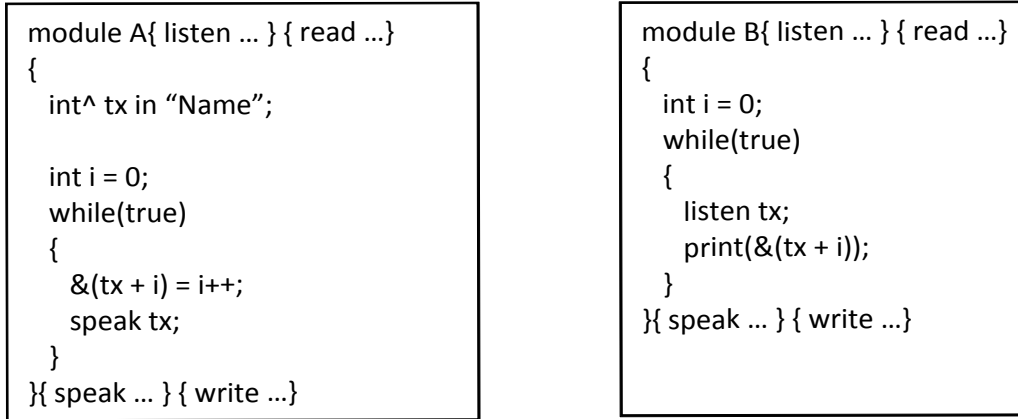 module A{ listen … } { read …}
{
int^ tx in “Name”;
int i = 0;
while(true)
{
&(tx + i) = i++;
speak tx;
}
}{ speak … } { write …}
module B{ listen … } { read …}
{
int i = 0;
while(true)
{
listen tx;
print(&(tx + i));
}
}{ speak … } { write …}